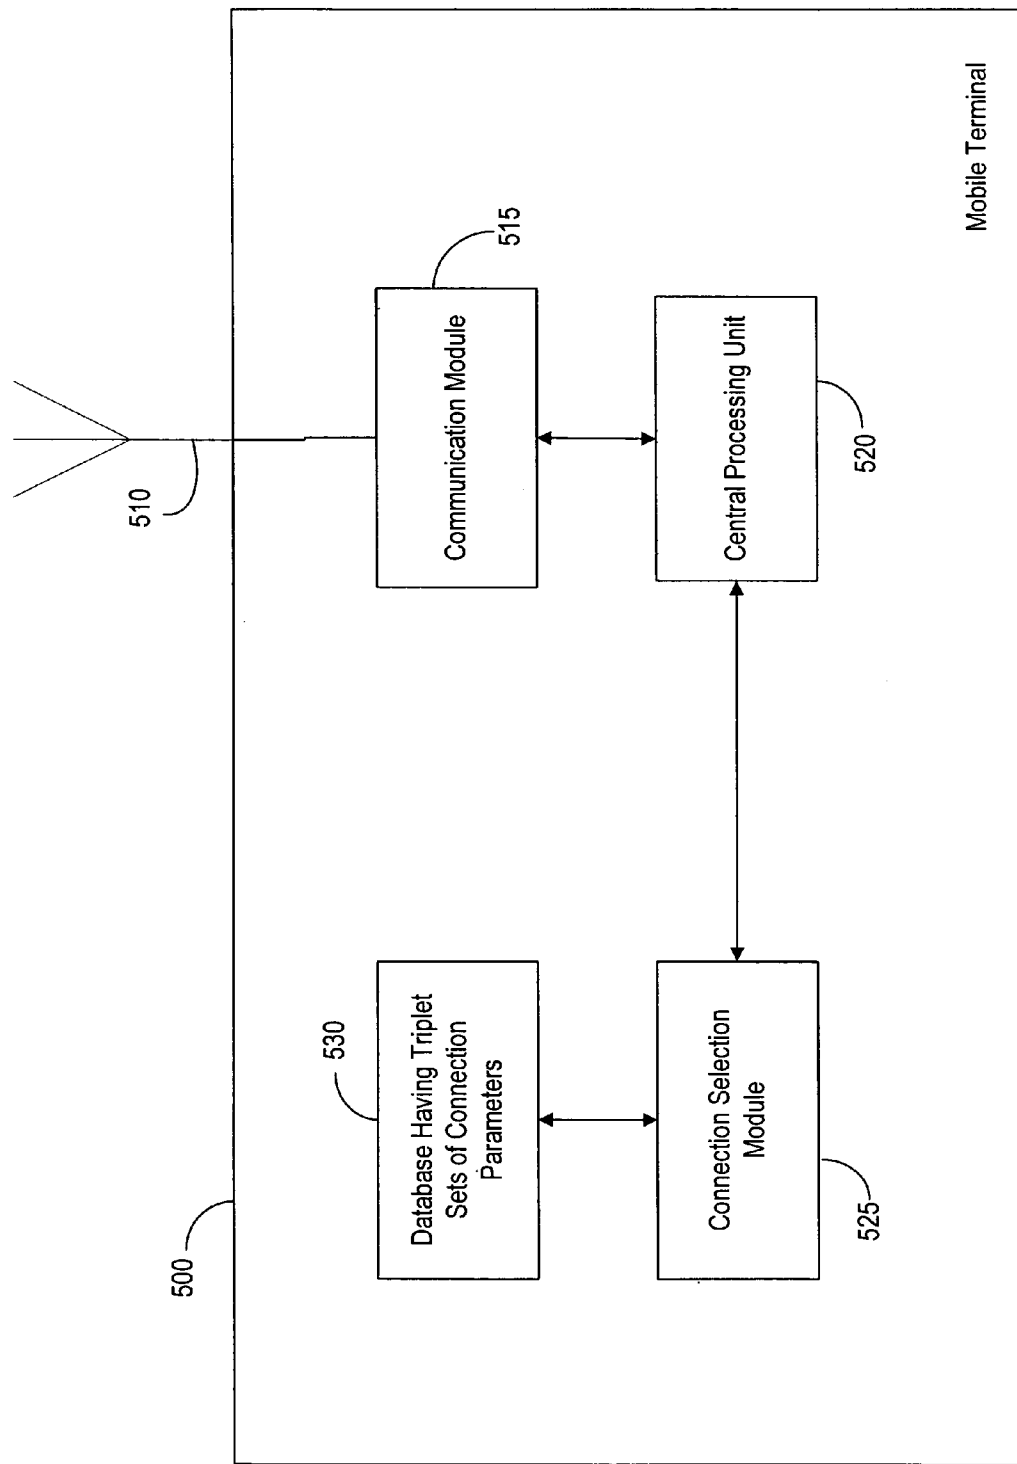 500
510
530
Database Having Triplet
Sets of Connection
Parameters
Communication Module
515
Connection Selection
Module
525
Central Processing Unit
520
Mobile Terminal